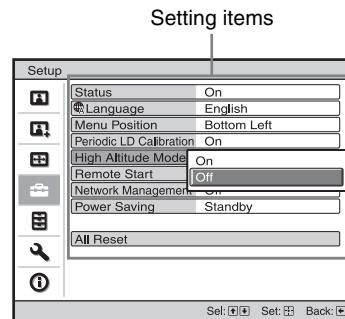 Setting items
Setup
Status On
Language English
Menu Position Bottom Left
Periodic LD Calibration On
High Altitude Mode On
Off
Remote Start
Network Management Off
Power Saving Standby
All Reset
Sel: Set: Back: